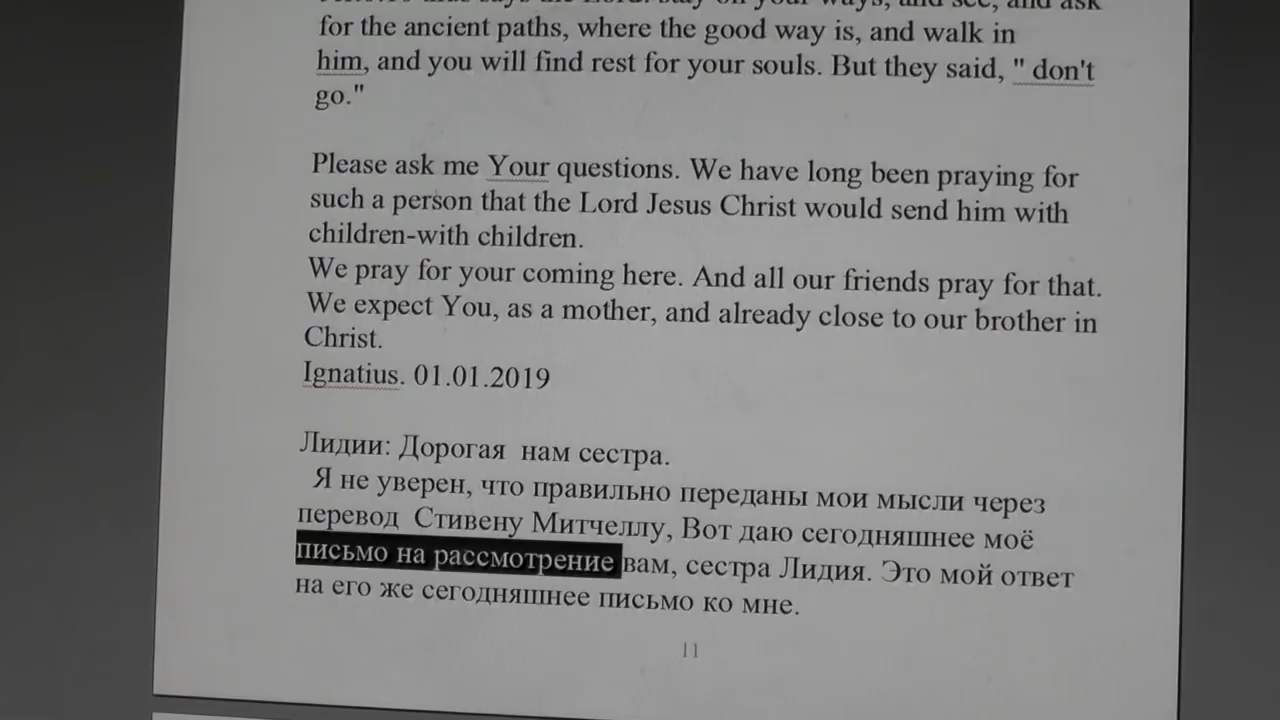 for the ancient paths, where the good way is, and walk in
him, and you will find rest for your souls. But they said, " don't
go."
Please ask me Your questions. We have long been praying for
such a person that the Lord Jesus Christ would send him with
children-with children.
We pray for your coming here. And all our friends pray for that.
We expect You, as a mother, and already close to our brother in
Christ.
Ignatius. 01.01.2019
Лидии: Дорогая нам сестра.
Я не уверен, что правильно переданы мои мысли через
перевод Стивену Митчеллу, Вот даю сегодняшнее моё
письмо на рассмотрение вам, сестра Лидия. Это мой ответ
на его же сегодняшнее письмо ко мне.
11